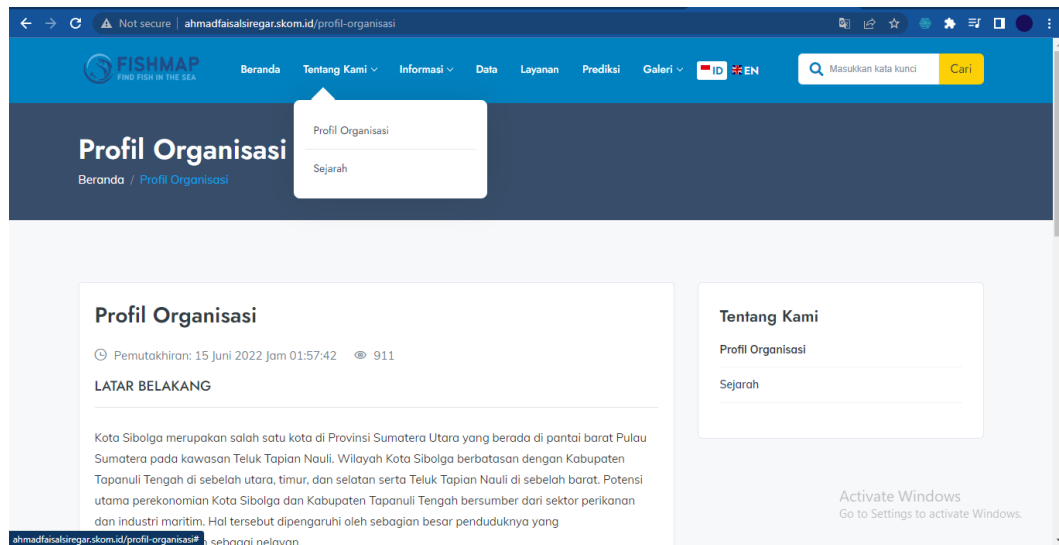 Not secure | ahmadfaisalsiregar.skom.id/profil-organisasi
FISHMAP
FIND FISH IN THE SEA
Beranda Tentang Kami Informasi Data Layanan Prediksi Galeri ID EN Masukkan kata kunci Cari
Profil Organisasi
Sejarah
Profil Organisasi
Beranda / Profil Organisasi
Profil Organisasi
Pemutakhiran: 15 Juni 2022 Jam 01:57:42 911
LATAR BELAKANG
Kota Sibolga merupakan salah satu kota di Provinsi Sumatera Utara yang berada di pantai barat Pulau
Sumatera pada kawasan Teluk Tapian Nauli. Wilayah Kota Sibolga berbatasan dengan Kabupaten
Tapanuli Tengah di sebelah utara, timur, dan selatan serta Teluk Tapian Nauli di sebelah barat. Potensi
utama perekonomian Kota Sibolga dan Kabupaten Tapanuli Tengah bersumber dari sektor perikanan
dan industri maritim. Hal tersebut dipengaruhi oleh sebagian besar penduduknya yang
sebagai nelayan
Tentang Kami
Profil Organisasi
Sejarah
Activate Windows
Go to Settings to activate Windows.
ahmadfaisalsiregar.skom.id/profil-organisasi#